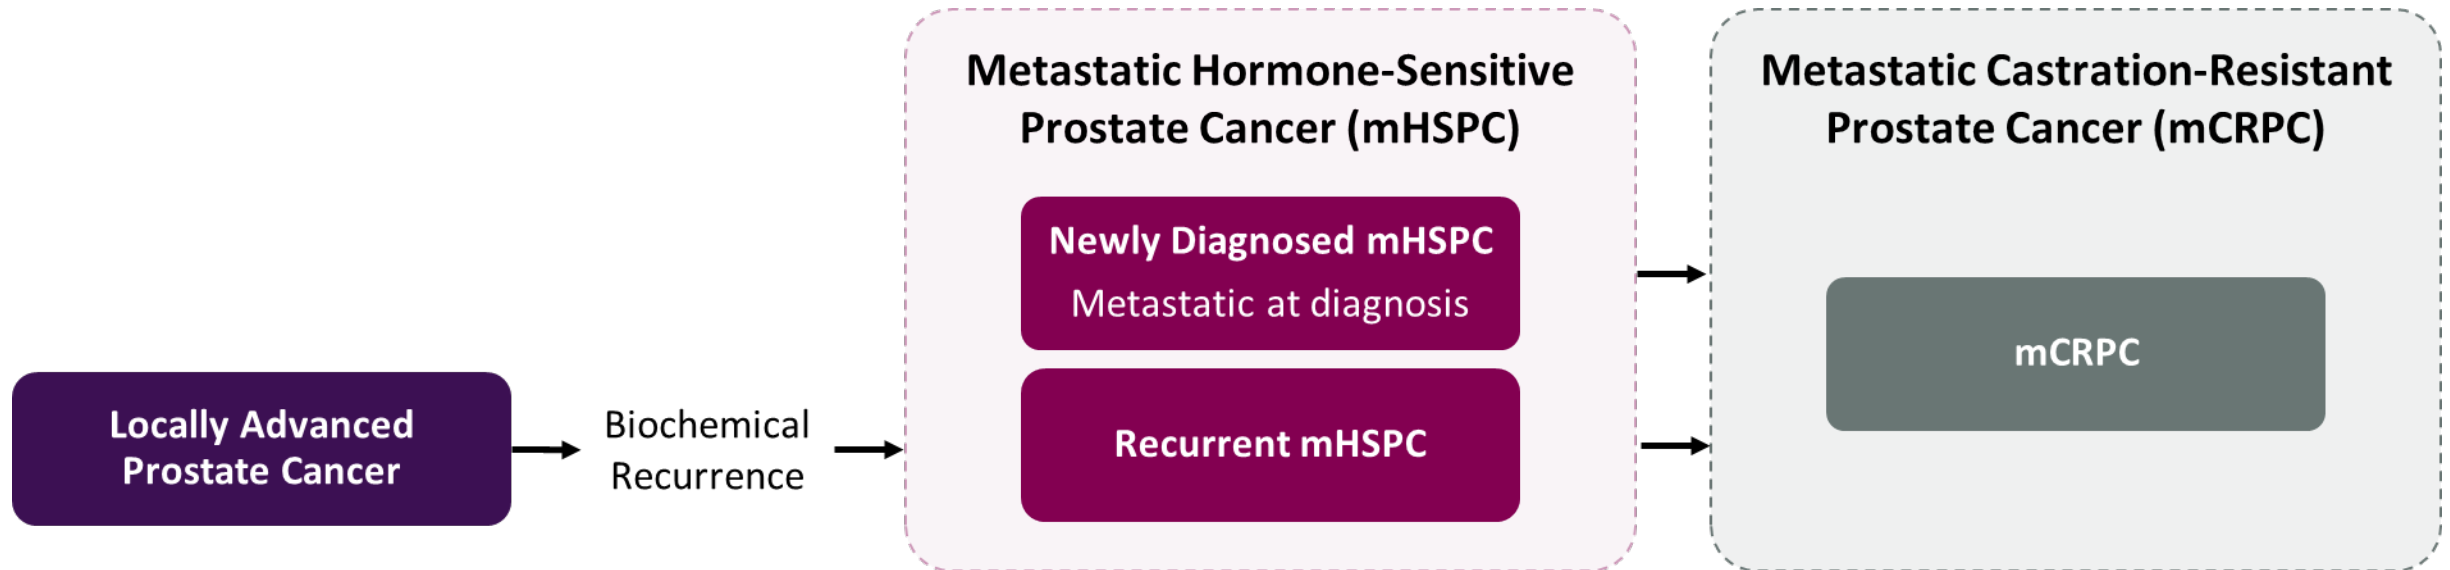 Locally Advanced
Prostate Cancer
Biochemical
Recurrence
Metastatic Hormone-Sensitive
Prostate Cancer (mHSPC)
Newly Diagnosed mHSPC
Metastatic at diagnosis
Recurrent mHSPC
Metastatic Castration-Resistant
Prostate Cancer (mCRPC)
mCRPC